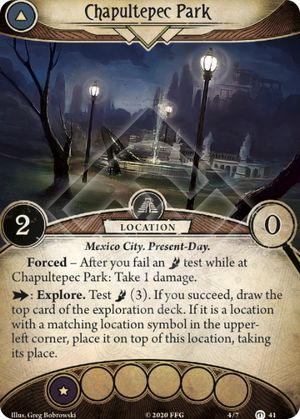 Chapultepec Park
2
LOCATION
0
Mexico City. Present-Day.
Forced – After you fail an test while at
Chapultepec Park: Take 1 damage.
: Explore. Test (3). If you succeed, draw the
top card of the exploration deck. If it is a location
with a matching location symbol in the upper-
left corner, place it on top of this location, taking
its place.
Illus. Greg Bobrowski
© 2020 FFG
4/7
41